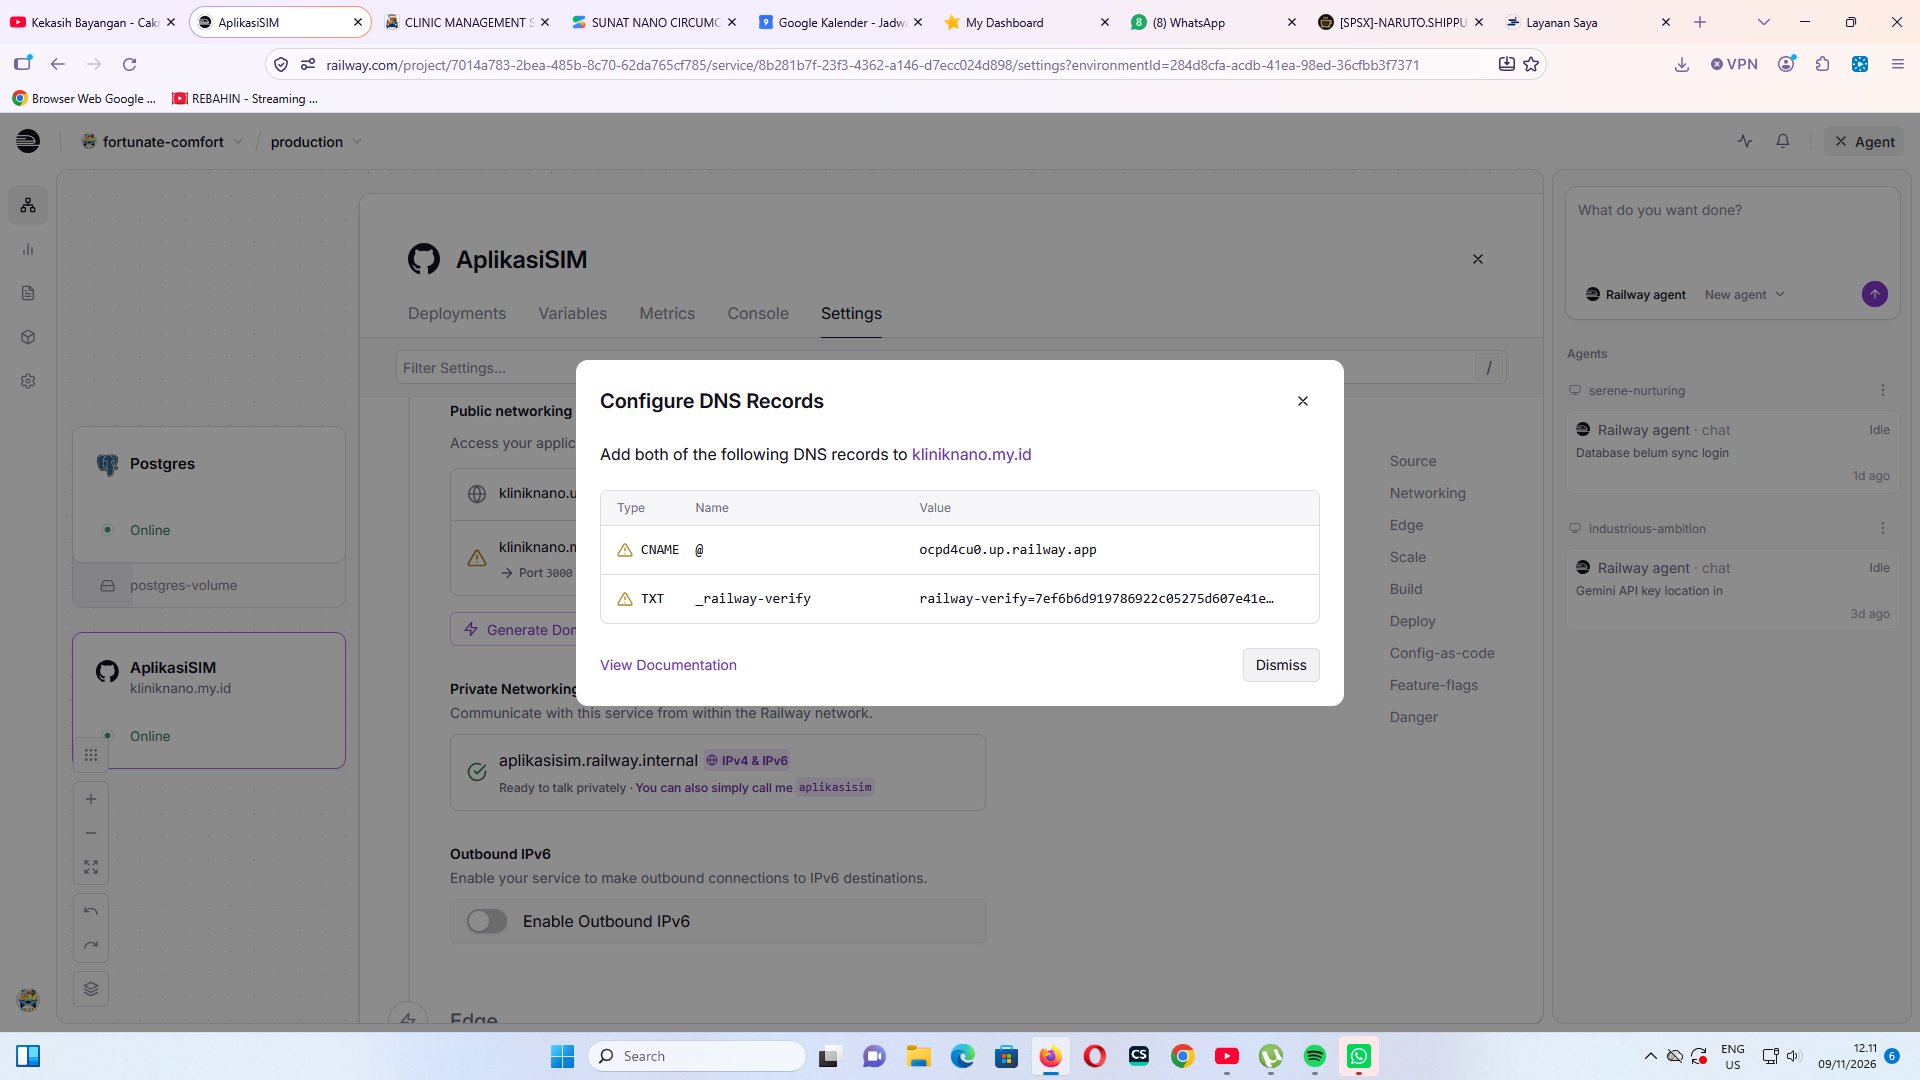 Kekasih Bayangan - Cakr
AplikasiSIM
CLINIC MANAGEMENT S
SUNAT NANO CIRCUMC
Google Kalender - Jadwa
My Dashboard
(8) WhatsApp
[SPSX]-NARUTO.SHIPPU
Layanan Saya
railway.com/project/7014a783-2bea-485b-8c70-62da765cf785/service/8b281b7f-23f3-4362-a146-d7ecc024d898/settings?environmentId=284d8cfa-acdb-41ea-98ed-36cfbb3f7371
VPN
Browser Web Google ...
REBAHIN - Streaming ...
fortunate-comfort
/
production
Agent
What do you want done?
Railway agent
New agent
Agents
serene-nurturing
Railway agent · chat
Idle
Database belum sync login
1d ago
industrious-ambition
Railway agent · chat
Idle
Gemini API key location in
3d ago
Postgres
Online
postgres-volume
AplikasiSIM
kliniknano.my.id
Online
AplikasiSIM
Deployments
Variables
Metrics
Console
Settings
Filter Settings...
/
Public networking
Access your applic
kliniknano.u
kliniknano.m
→ Port 3000
Generate Dom
Configure DNS Records
Add both of the following DNS records to kliniknano.my.id
Type Name Value
CNAME @ ocpd4cu0.up.railway.app
TXT _railway-verify railway-verify=7ef6b6d919786922c05275d607e41e…
View Documentation
Dismiss
Private Networking
Communicate with this service from within the Railway network.
aplikasisim.railway.internal
IPv4 & IPv6
Ready to talk privately · You can also simply call me aplikasisim
Outbound IPv6
Enable your service to make outbound connections to IPv6 destinations.
Enable Outbound IPv6
Edge
Source
Networking
Edge
Scale
Build
Deploy
Config-as-code
Feature-flags
Danger
Search
CS
ENG
US
12.11
09/11/2026
6